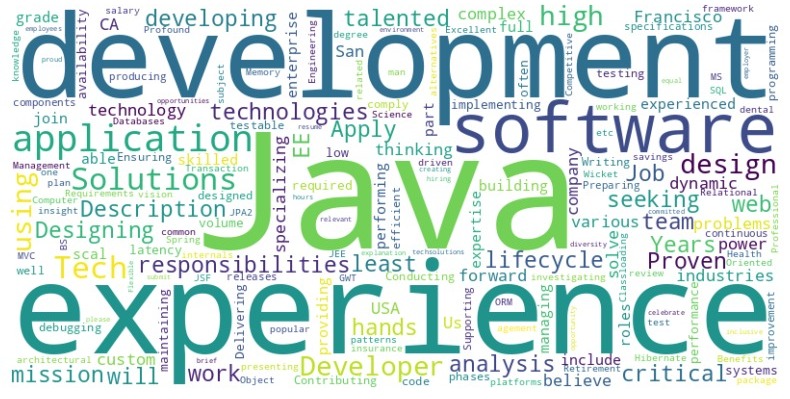 grade
CA
developing
talented
complex
high
Francisco
framework
salary
employees
knowledge
availability
Profound
degree
Excellent
full
specifications
environment
development
San
enterprise
Engineering
programming
proud
producing
Memory
subject
related
man
alternatives
often
Competitive
testing
MS
SQL
equal
employer
components
technology
technologies
comply
part
implementing
experienced
working
dental
join
Databases
opportunities
testable
Science
resume
software
etc
application
EE
Apply
able
Ensuring
skilled
low
thinking
driven
creating
hiring
Management
one
plan
vision
Transaction
Requirements
Computer
designed
Solutions
specializing
required
hours
performing
efficient
Java
building
expertise
company
Writing
Wicket
Preparing
savings
Job
design
dynamic
Relational
committed
Professional
using
insight
JPA2
Description
volume
relevant
seeking
various
team
web
problems
continuous
Designing
common
Spring
latency
MVC
BS
scal
well
internals
JEE
explanation
techsolutions
diversity
lifecycle
solve
Years
power
Proven
Health
Oriented
Tech
Flexible
submit
responsibilities
JSF
releases
GWT
least
Conducting
forward
investigating
roles
Classloading
review
industries
performance
experience
debugging
please
maintaining
Delivering
popular
providing
USA
hands
patterns
insurance
Us
Supporting
ORM
agement
opportunity
managing
test
celebrate
inclusive
improvement
architectural
custom
brief
Object
presenting
Developer
Contributing
code
analysis
phases
platforms
include
Retirement
believe
Hibernate
critical
Benefits
systems
package
mission
will
work